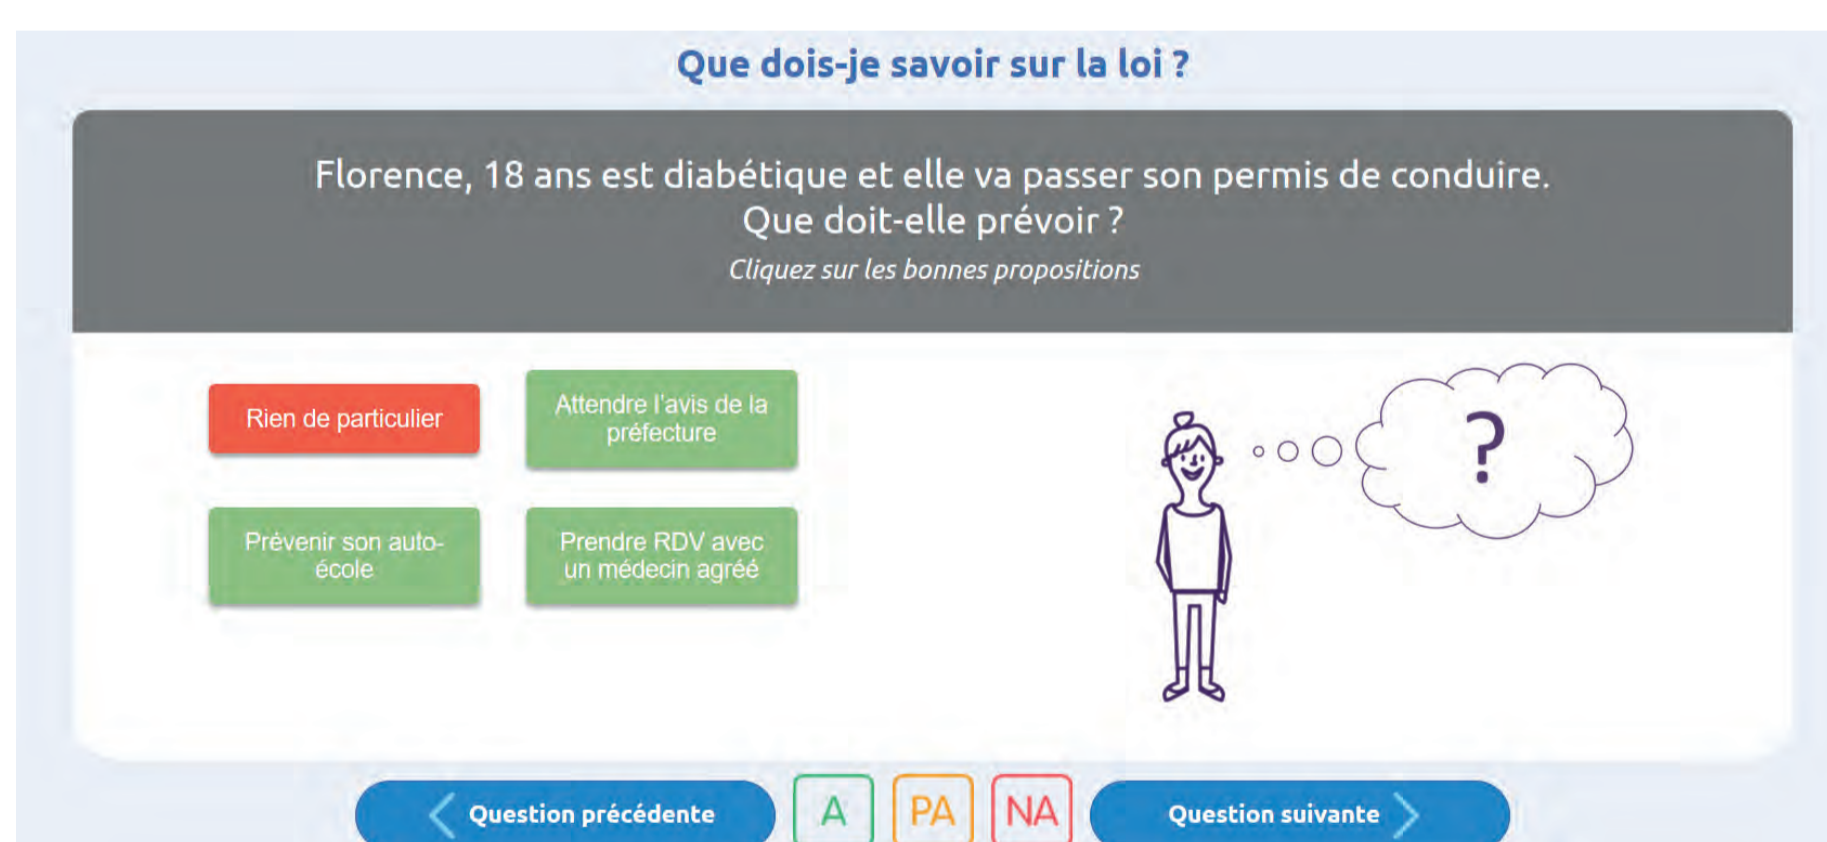 Que dois-je savoir sur la loi ?
Florence, 18 ans est diabétique et elle va passer son permis de conduire.
Que doit-elle prévoir ?
Cliquez sur les bonnes propositions
Rien de particulier
Attendre l'avis de la
préfecture
Prévenir son auto-
école
Prendre RDV avec
un médecin agréé
?
Question précédente
A
PA
NA
Question suivante